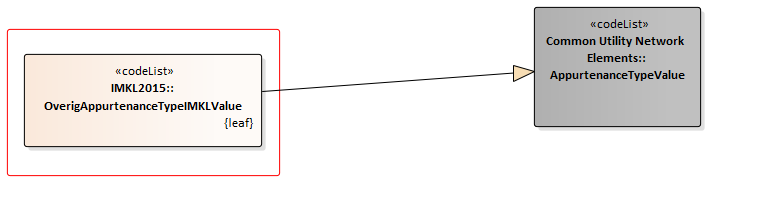 «codeList»
IMKL2015::
OverigAppurtenanceTypeIMKLValue
{leaf}
«codeList»
Common Utility Network
Elements::
AppurtenanceTypeValue